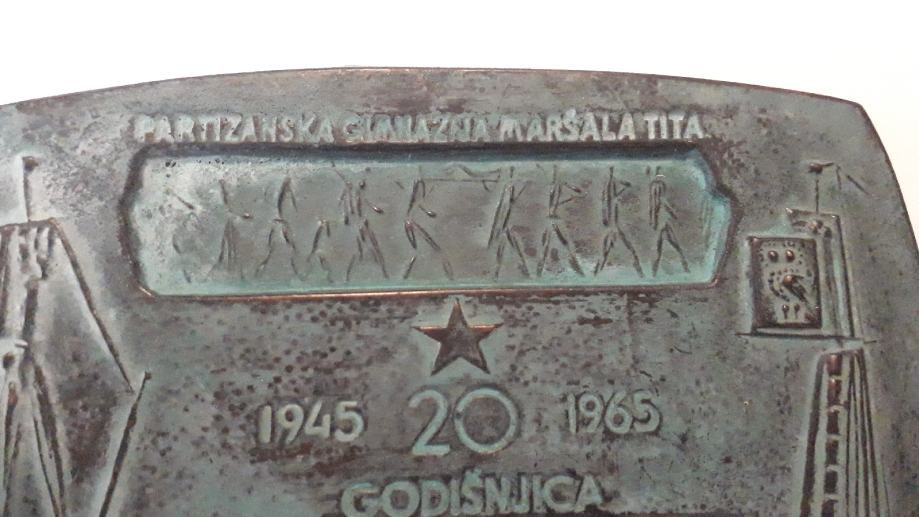 PARTIZANSKA GIMNAZIJA MARŠALA TITA
1945 20 1965
GODIŠNJICA